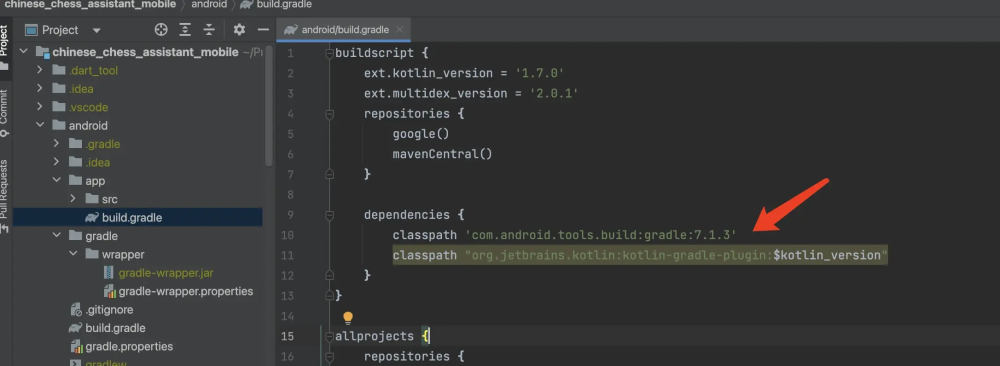 chinese_chess_assistant_mobile › android › build.gradle
Project
android/build.gradle
Project
Commit
Pull Requests
chinese_chess_assistant_mobile ~/P
.dart_tool
.idea
.vscode
android
.gradle
.idea
app
src
build.gradle
gradle
wrapper
gradle-wrapper.jar
gradle-wrapper.properties
.gitignore
build.gradle
gradle.properties
gradlew
1 buildscript {
2 ext.kotlin_version = '1.7.0'
3 ext.multidex_version = '2.0.1'
4 repositories {
5 google()
6 mavenCentral()
7 }
8
9 dependencies {
10 classpath 'com.android.tools.build:gradle:7.1.3'
11 classpath "org.jetbrains.kotlin:kotlin-gradle-plugin:$kotlin_version"
12 }
13 }
14
15 allprojects {
16 repositories {